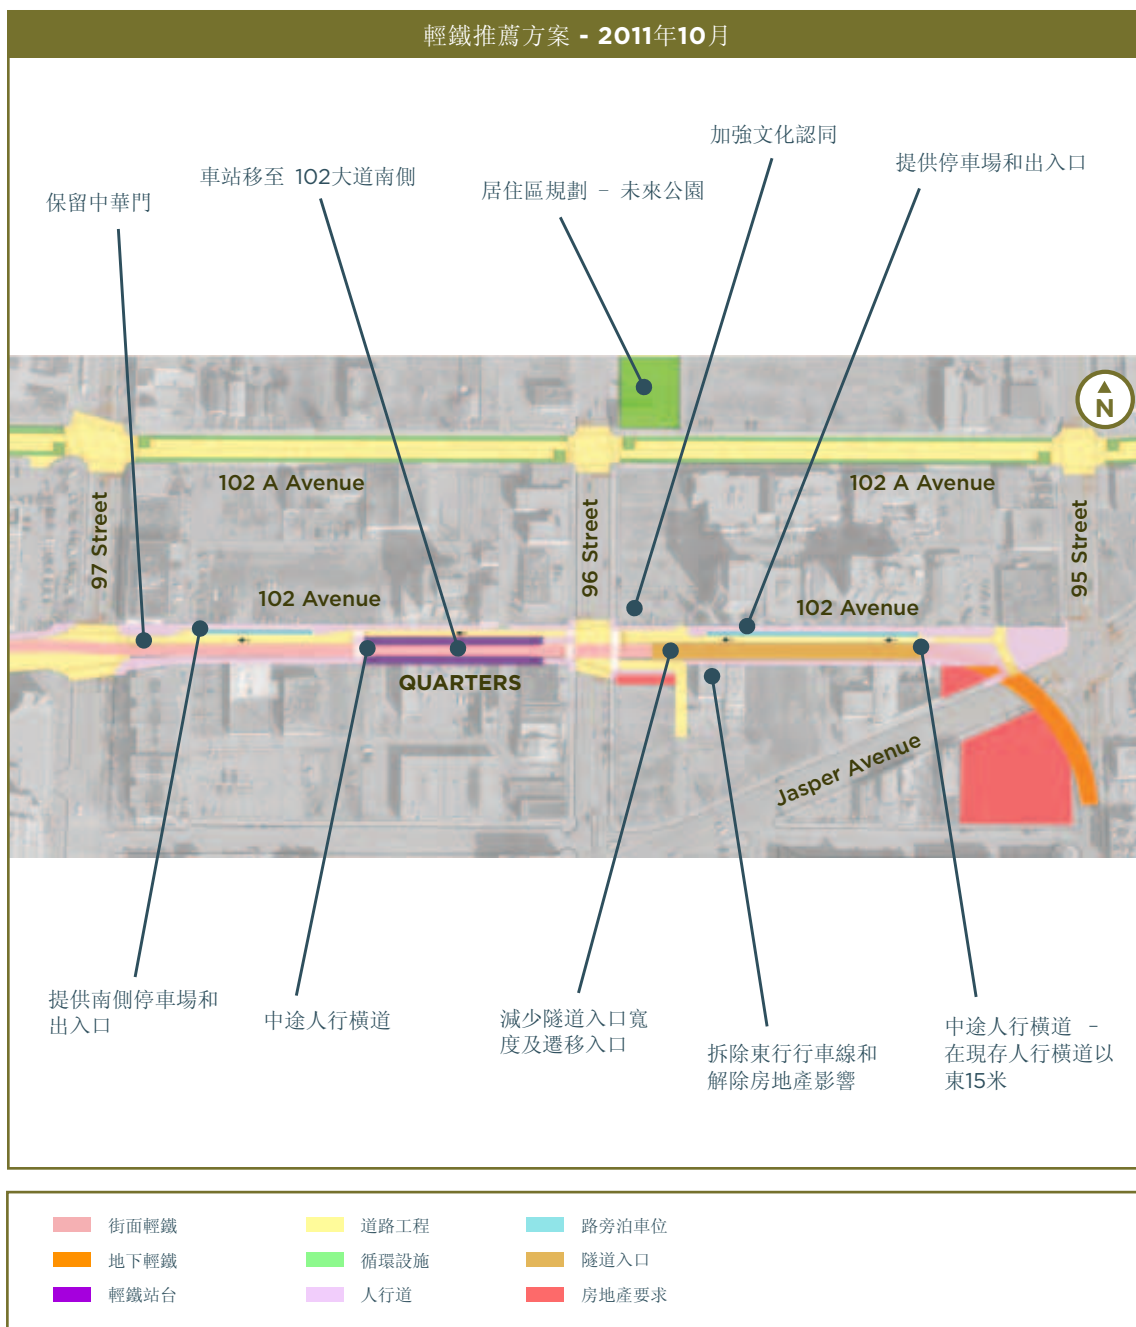 輕鐵推薦方案 - 2011年10月
加強文化認同
車站移至 102大道南側
居住區規劃 - 未來公園
提供停車場和出入口
保留中華門
N
102 A Avenue
102 A Avenue
97 Street
96 Street
95 Street
102 Avenue
102 Avenue
QUARTERS
Jasper Avenue
提供南側停車場和
出入口
中途人行橫道
減少隧道入口寬
度及遷移入口
拆除東行行車線和
解除房地產影響
中途人行橫道 -
在現存人行橫道以
東15米
街面輕鐵
道路工程
路旁泊車位
地下輕鐵
循環設施
隧道入口
輕鐵站台
人行道
房地產要求